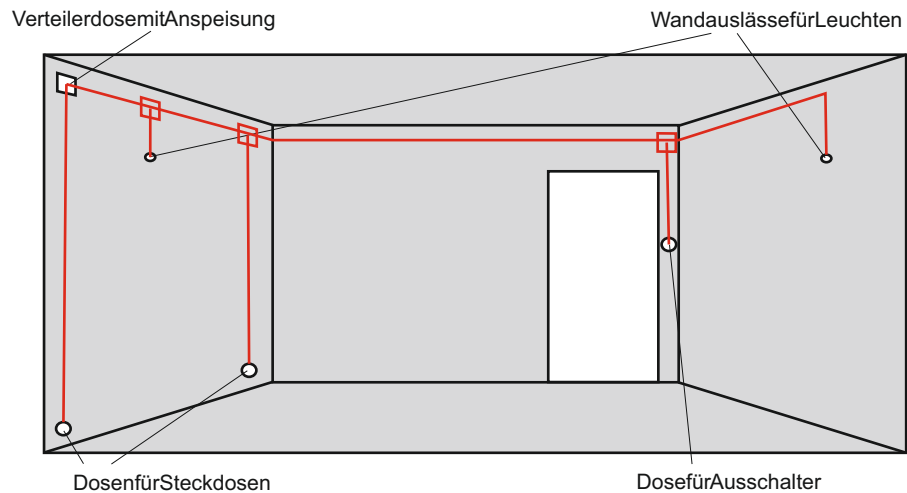 VerteilerdosemitAnspeisung
WandauslässefürLeuchten
DosenfürSteckdosen
DosefürAusschalter